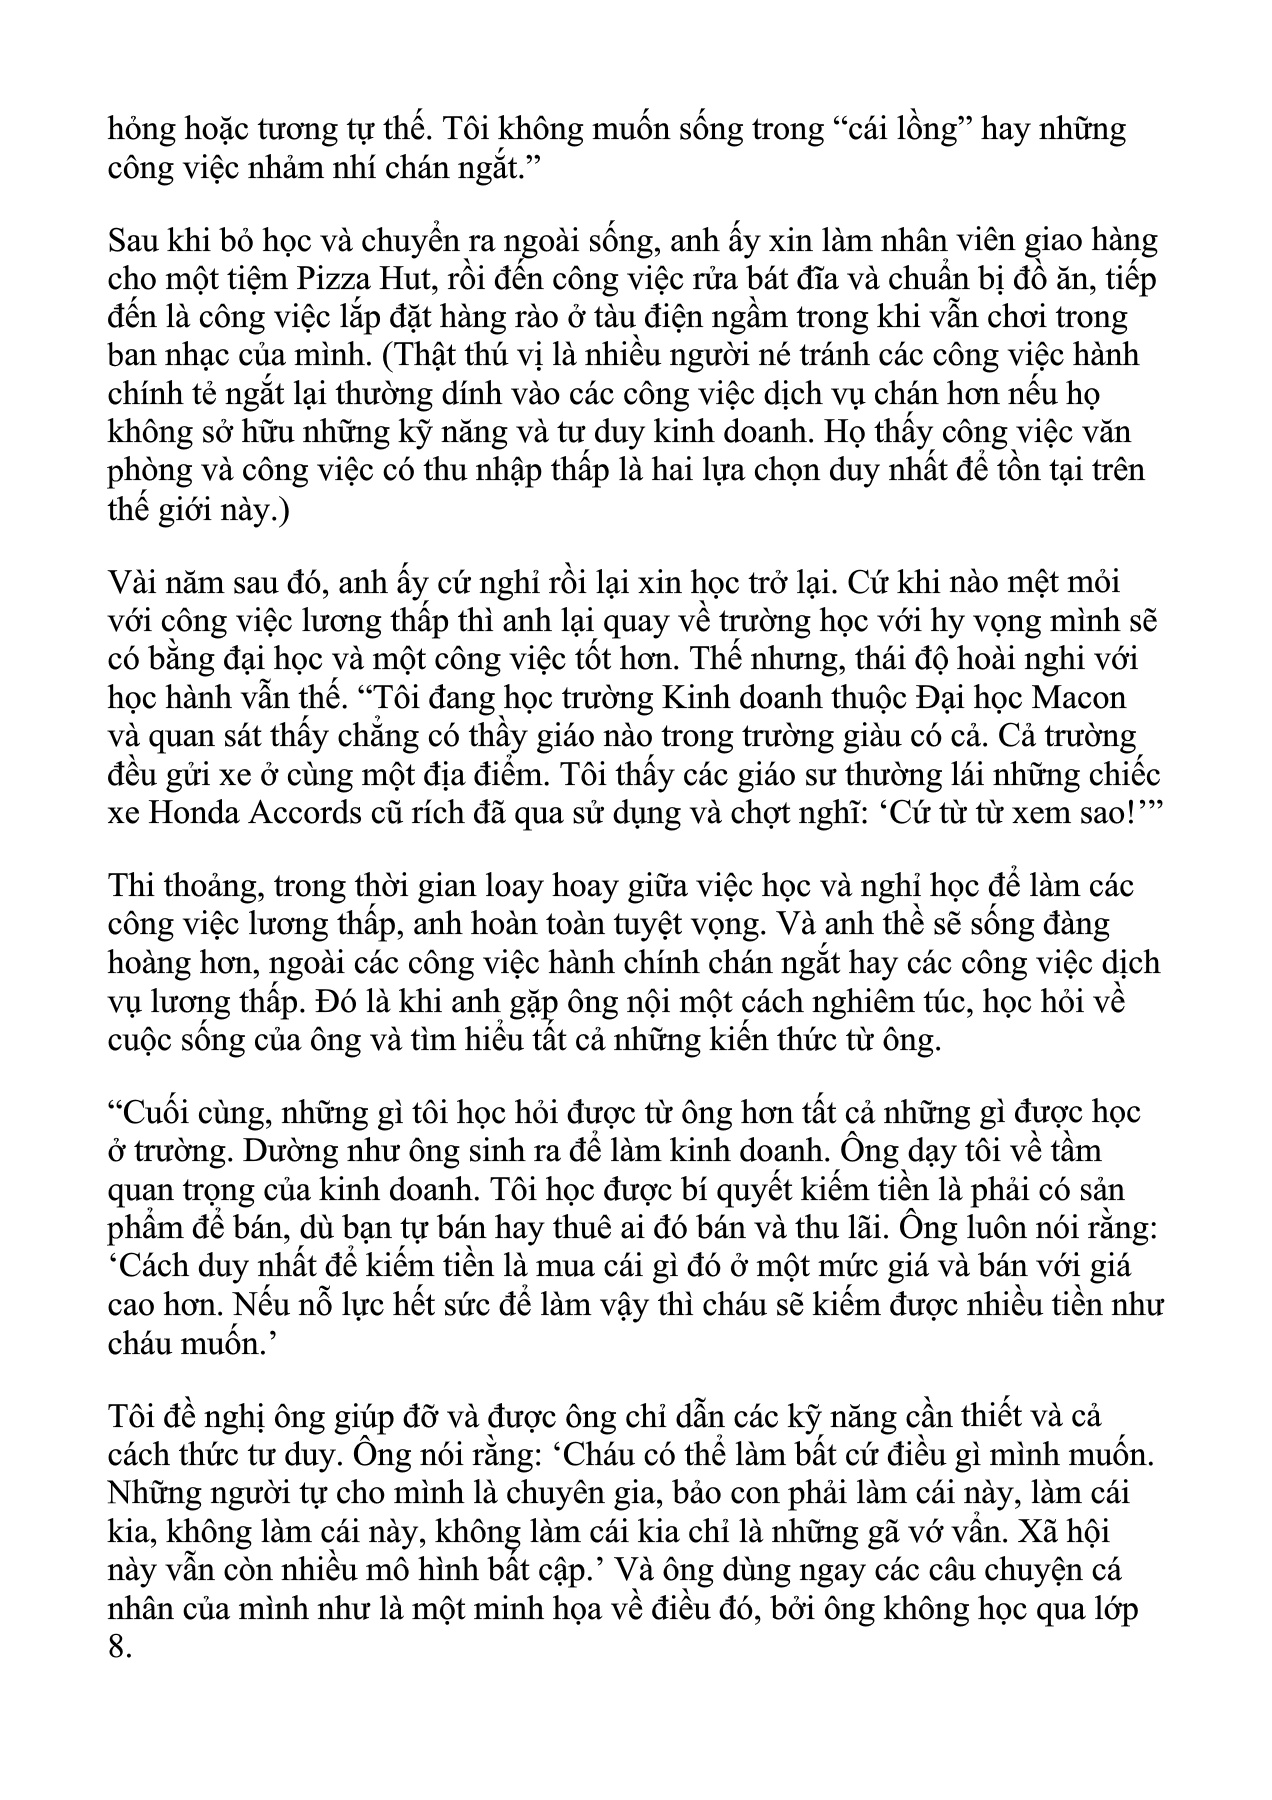 hỏng hoặc tương tự thế. Tôi không muốn sống trong “cái lồng” hay những
công việc nhảm nhí chán ngắt.”
Sau khi bỏ học và chuyển ra ngoài sống, anh ấy xin làm nhân viên giao hàng
cho một tiệm Pizza Hut, rồi đến công việc rửa bát đĩa và chuẩn bị đồ ăn, tiếp
đến là công việc lắp đặt hàng rào ở tàu điện ngầm trong khi vẫn chơi trong
ban nhạc của mình. (Thật thú vị là nhiều người né tránh các công việc hành
chính tẻ ngắt lại thường dính vào các công việc dịch vụ chán hơn nếu họ
không sở hữu những kỹ năng và tư duy kinh doanh. Họ thấy công việc văn
phòng và công việc có thu nhập thấp là hai lựa chọn duy nhất để tồn tại trên
thế giới này.)
Vài năm sau đó, anh ấy cứ nghỉ rồi lại xin học trở lại. Cứ khi nào mệt mỏi
với công việc lương thấp thì anh lại quay về trường học với hy vọng mình sẽ
có bằng đại học và một công việc tốt hơn. Thế nhưng, thái độ hoài nghi với
học hành vẫn thế. “Tôi đang học trường Kinh doanh thuộc Đại học Macon
và quan sát thấy chẳng có thầy giáo nào trong trường giàu có cả. Cả trường
đều gửi xe ở cùng một địa điểm. Tôi thấy các giáo sư thường lái những chiếc
xe Honda Accords cũ rích đã qua sử dụng và chợt nghĩ: ‘Cứ từ từ xem sao!’”
Thi thoảng, trong thời gian loay hoay giữa việc học và nghỉ học để làm các
công việc lương thấp, anh hoàn toàn tuyệt vọng. Và anh thề sẽ sống đàng
hoàng hơn, ngoài các công việc hành chính chán ngắt hay các công việc dịch
vụ lương thấp. Đó là khi anh gặp ông nội một cách nghiêm túc, học hỏi về
cuộc sống của ông và tìm hiểu tất cả những kiến thức từ ông.
“Cuối cùng, những gì tôi học hỏi được từ ông hơn tất cả những gì được học
ở trường. Dường như ông sinh ra để làm kinh doanh. Ông dạy tôi về tầm
quan trọng của kinh doanh. Tôi học được bí quyết kiếm tiền là phải có sản
phẩm để bán, dù bạn tự bán hay thuê ai đó bán và thu lãi. Ông luôn nói rằng:
‘Cách duy nhất để kiếm tiền là mua cái gì đó ở một mức giá và bán với giá
cao hơn. Nếu nỗ lực hết sức để làm vậy thì cháu sẽ kiếm được nhiều tiền như
cháu muốn.’
Tôi đề nghị ông giúp đỡ và được ông chỉ dẫn các kỹ năng cần thiết và cả
cách thức tư duy. Ông nói rằng: ‘Cháu có thể làm bất cứ điều gì mình muốn.
Những người tự cho mình là chuyên gia, bảo con phải làm cái này, làm cái
kia, không làm cái này, không làm cái kia chỉ là những gã vớ vẩn. Xã hội
này vẫn còn nhiều mô hình bất cập.’ Và ông dùng ngay các câu chuyện cá
nhân của mình như là một minh họa về điều đó, bởi ông không học qua lớp
8.